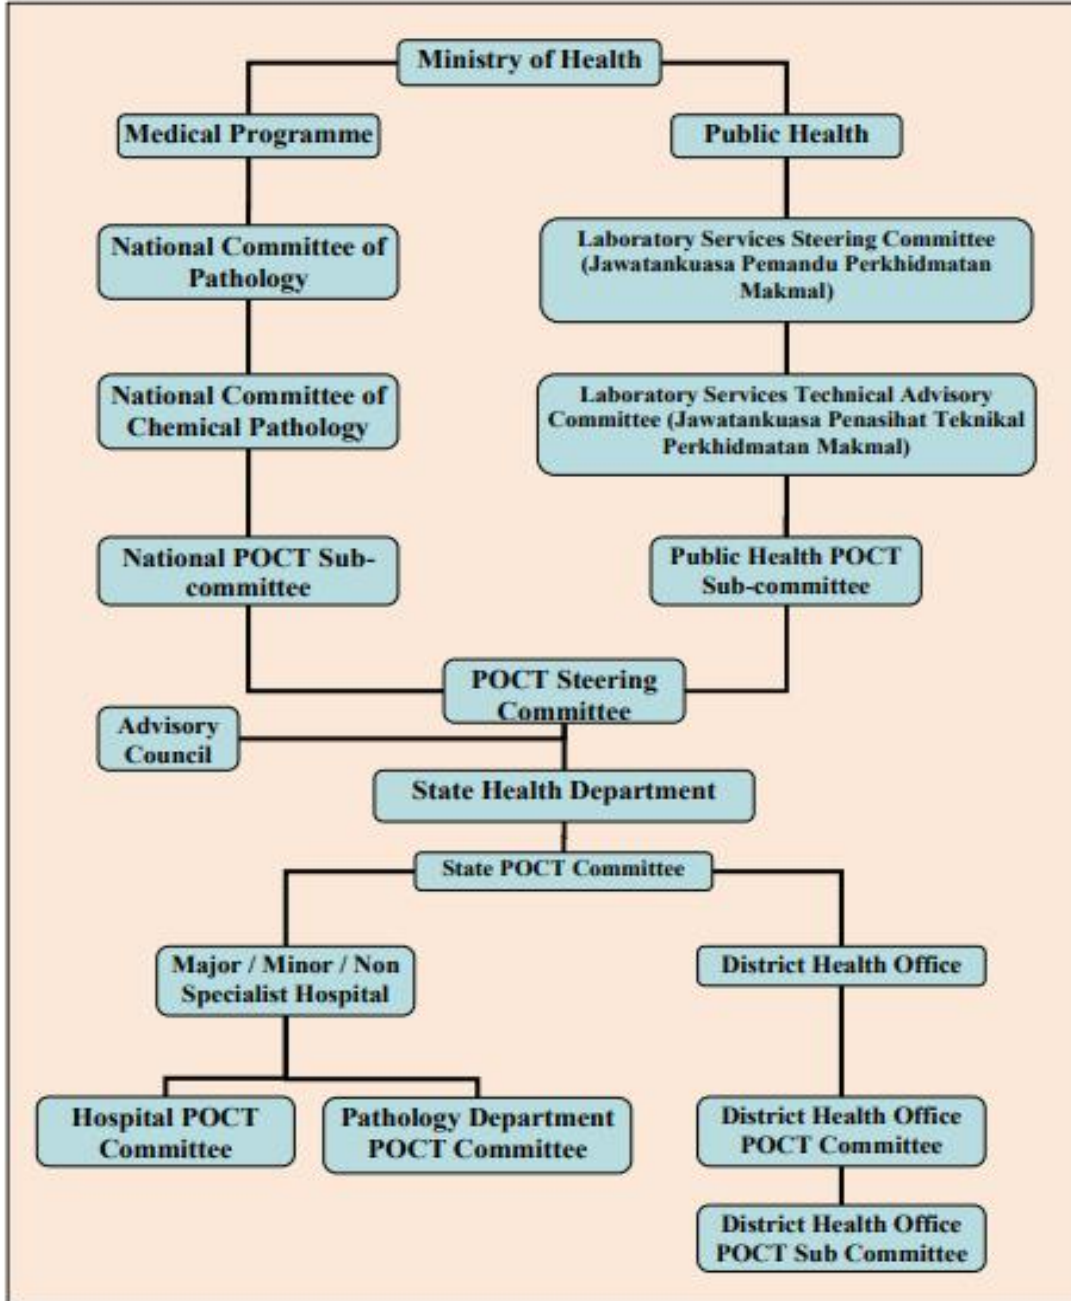 Ministry of Health
Medical Programme
Public Health
National Committee of
Pathology
Laboratory Services Steering Committee
(Jawatankuasa Pemandu Perkhidmatan
Makmal)
National Committee of
Chemical Pathology
Laboratory Services Technical Advisory
Committee (Jawatankuasa Penasihat Teknikal
Perkhidmatan Makmal)
National POCT Sub-
committee
Public Health POCT
Sub-committee
POCT Steering
Committee
Advisory
Council
State Health Department
State POCT Committee
Major / Minor / Non
Specialist Hospital
District Health Office
Hospital POCT
Committee
Pathology Department
POCT Committee
District Health Office
POCT Committee
District Health Office
POCT Sub Committee